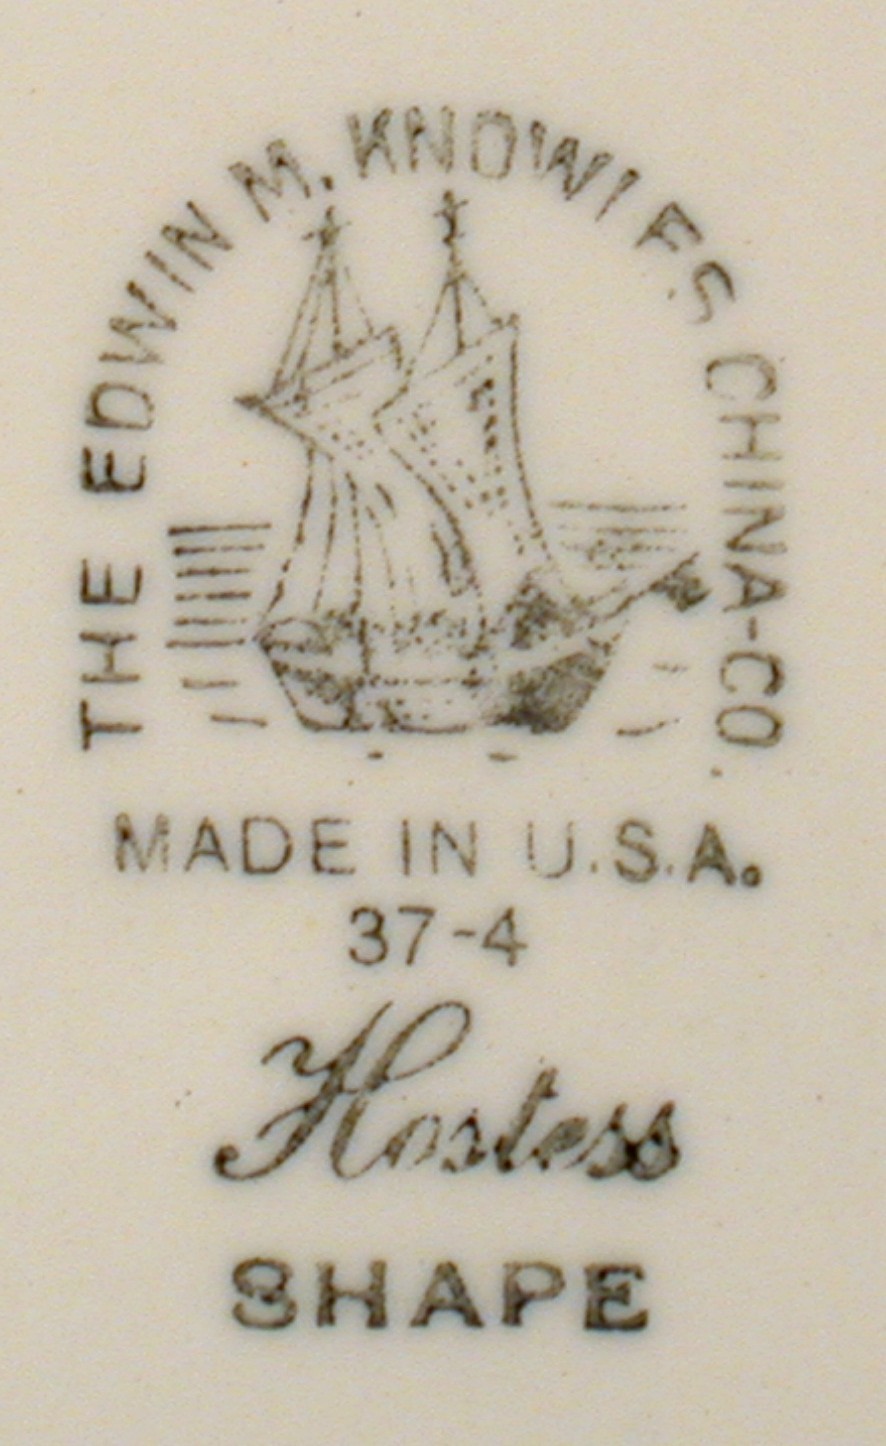 THE EDWIN M. KNOWLES CHINA-CO.
MADE IN U.S.A.
37-4
Hostess
SHAPE